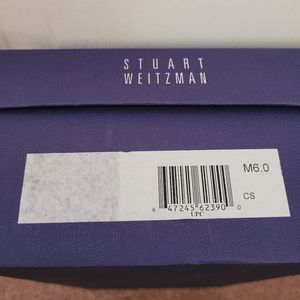 STUART
WEITZMAN
M6.0
CS
6 47245 62390 0
UPC